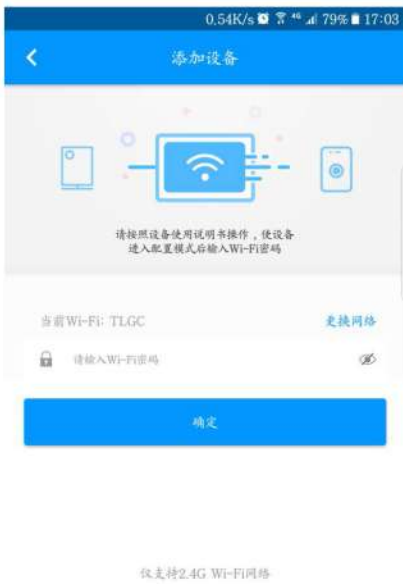 0.54K/s 4G 79% 17:03
添加设备
请按照设备使用说明书操作，使设备
进入配置模式后输入Wi-Fi密码
当前Wi-Fi: TLGC 更换网络
请输入Wi-Fi密码
确定
仅支持2.4G Wi-Fi网络